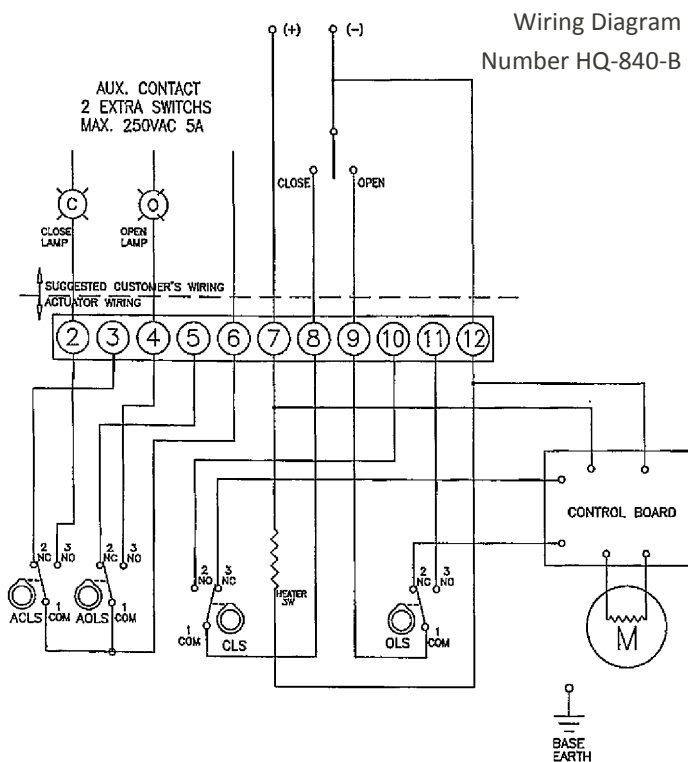 Wiring Diagram
Number HQ-840-B
(+)
(-)
AUX. CONTACT
2 EXTRA SWITCHS
MAX. 250VAC 5A
CLOSE
OPEN
C
O
CLOSE
LAMP
OPEN
LAMP
SUGGESTED CUSTOMER'S WIRING
ACTUATOR WIRING
2 3 4 5 6 7 8 9 10 11 12
CONTROL BOARD
2
NC
3
NO
1
COM
ACLS
2
NC
3
NO
1
COM
AOLS
2
NO
3
NC
1
COM
CLS
HEATER
3W
2
NC
3
NO
1
COM
OLS
M
BASE
EARTH